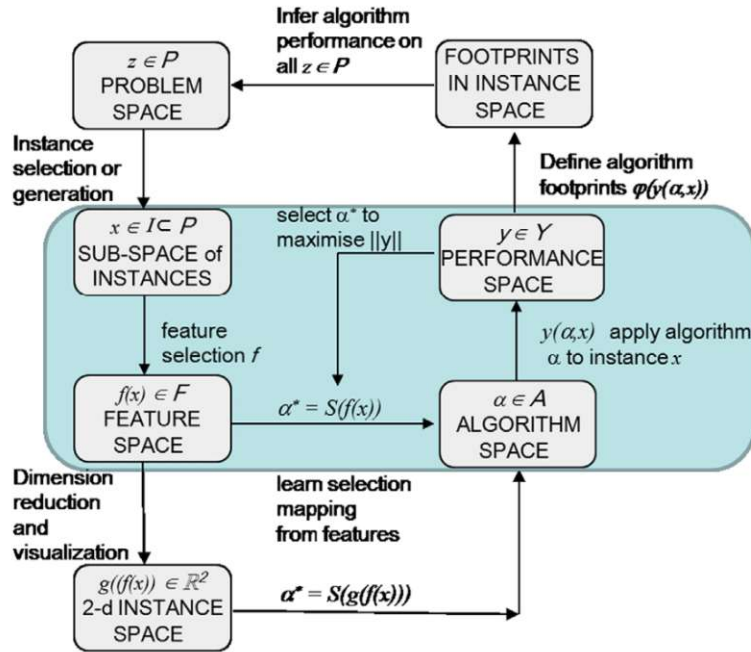 Infer algorithm
performance on
all z ∈ P
z ∈ P
PROBLEM
SPACE
FOOTPRINTS
IN INSTANCE
SPACE
Instance
selection or
generation
Define algorithm
footprints φ(y(α,x))
x ∈ I ⊂ P
SUB-SPACE of
INSTANCES
select α* to
maximise ||y||
y ∈ Y
PERFORMANCE
SPACE
feature
selection f
y(α,x) apply algorithm
α to instance x
f(x) ∈ F
FEATURE
SPACE
α* = S(f(x))
α ∈ A
ALGORITHM
SPACE
Dimension
reduction
and
visualization
learn selection
mapping
from features
g((f(x)) ∈ ℝ²
2-d INSTANCE
SPACE
α* = S(g(f(x)))